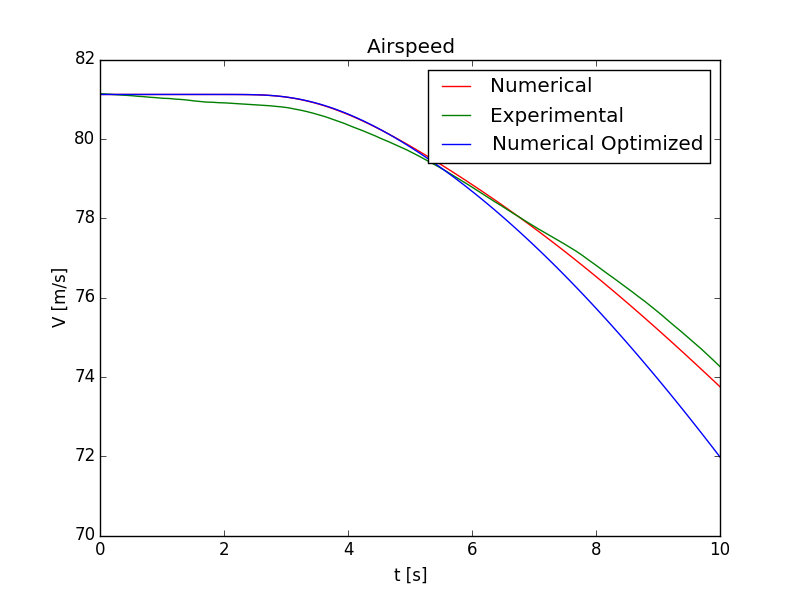 Airspeed
82
80
78
76
74
72
70
V [m/s]
Numerical
Experimental
Numerical Optimized
0 2 4 6 8 10
t [s]